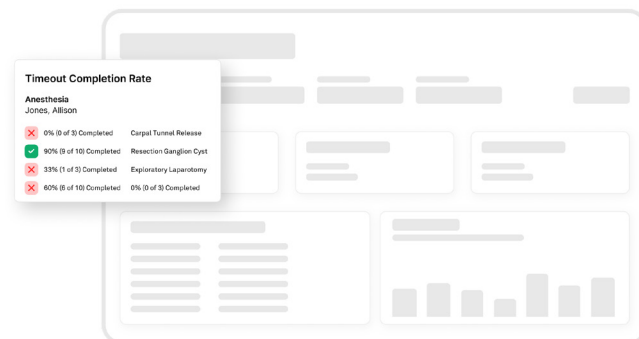 Timeout Completion Rate
Anesthesia
Jones, Allison
0% (0 of 3) Completed Carpal Tunnel Release
90% (9 of 10) Completed Resection Ganglion Cyst
33% (1 of 3) Completed Exploratory Laparotomy
60% (6 of 10) Completed 0% (0 of 3) Completed